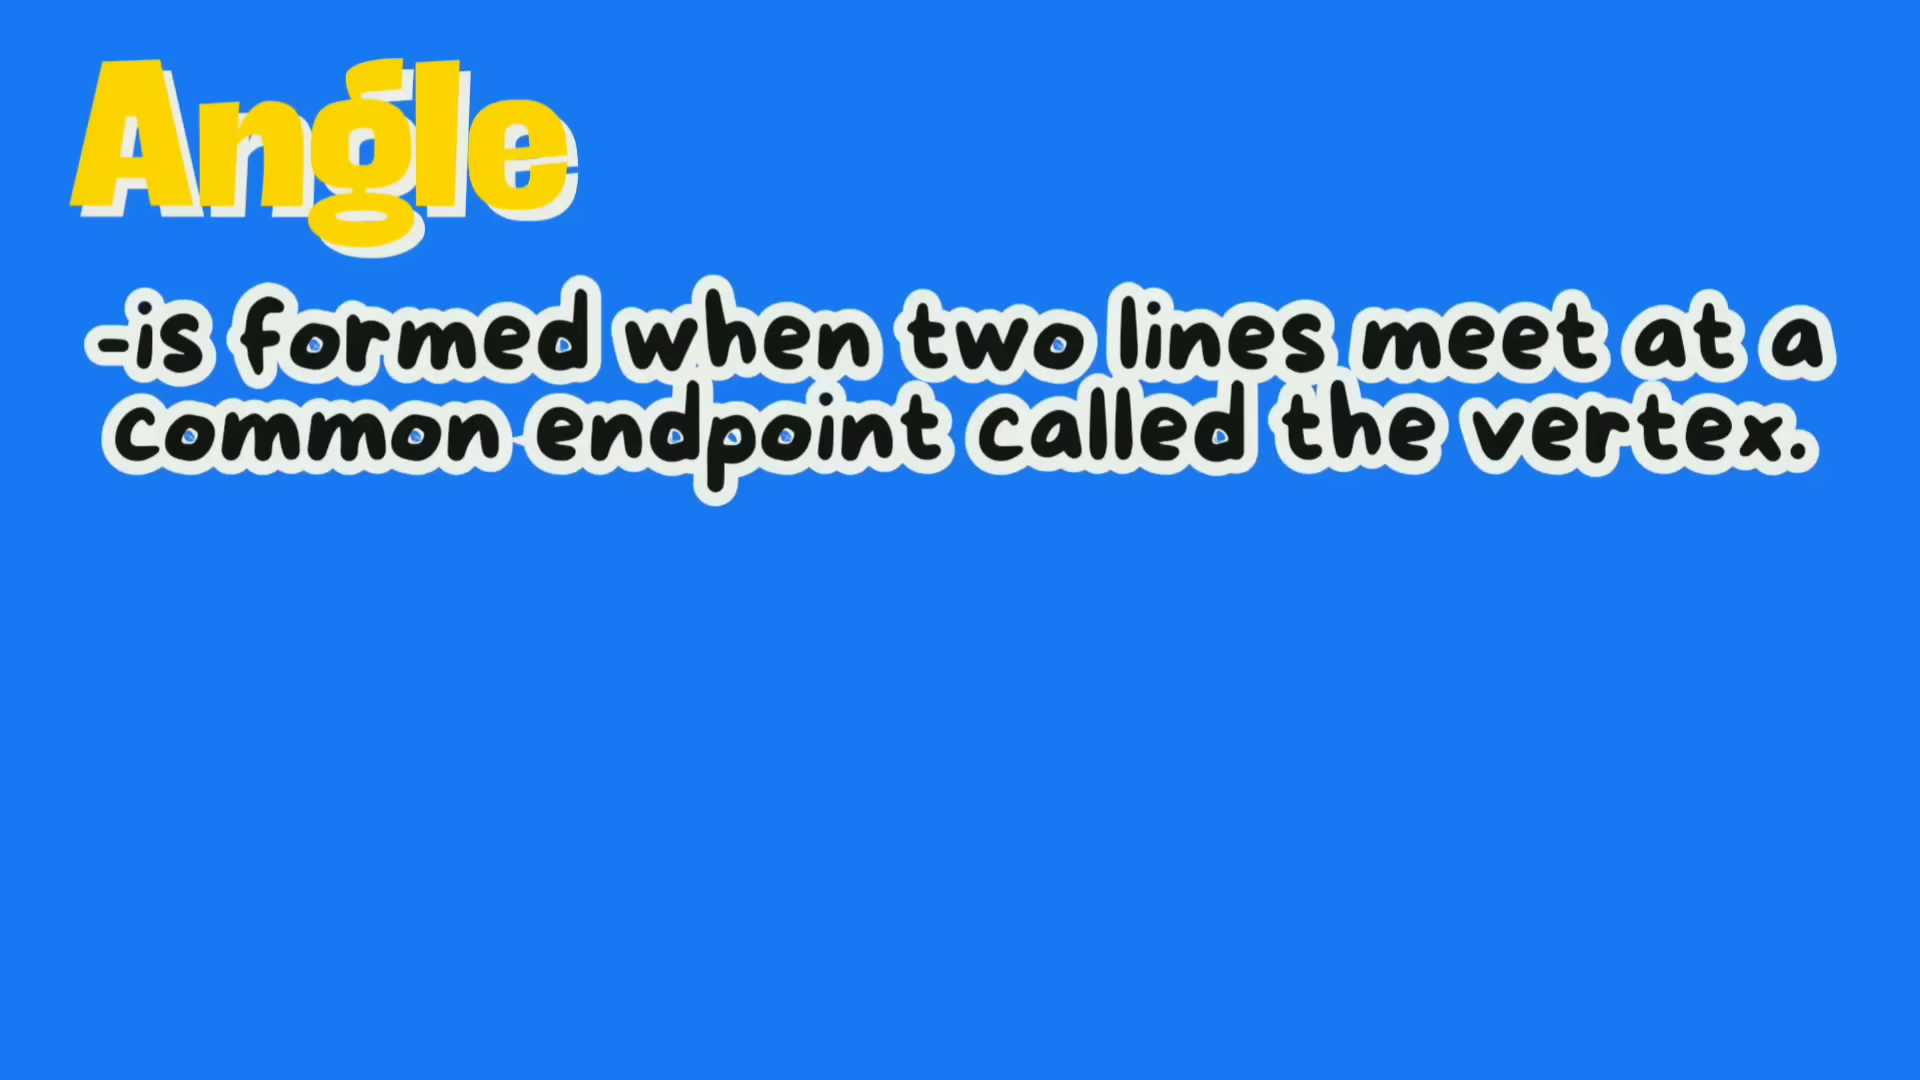 Angle
-is formed when two lines meet at a
common endpoint called the vertex.